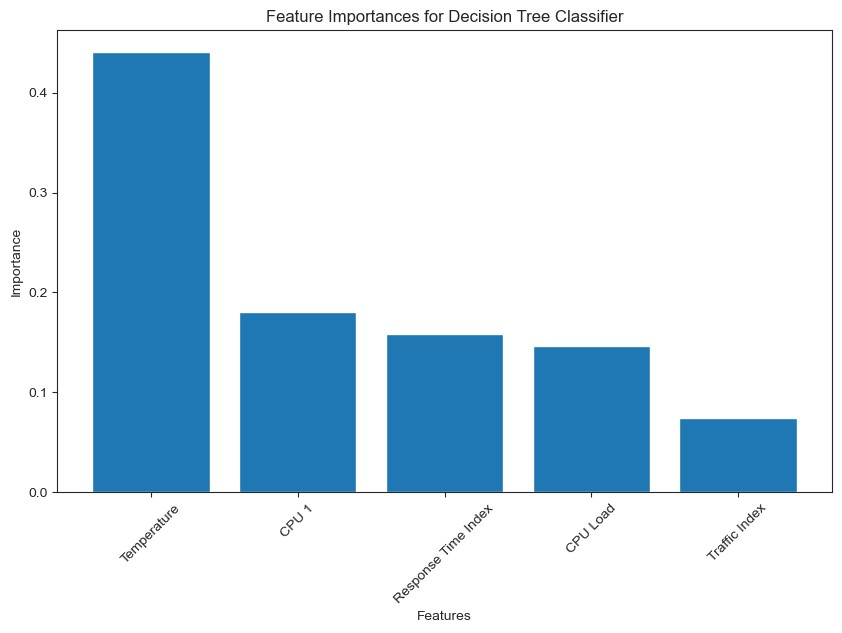 Feature Importances for Decision Tree Classifier
0.4
0.3
0.2
0.1
0.0
Importance
Temperature
CPU 1
Response Time Index
CPU Load
Traffic Index
Features